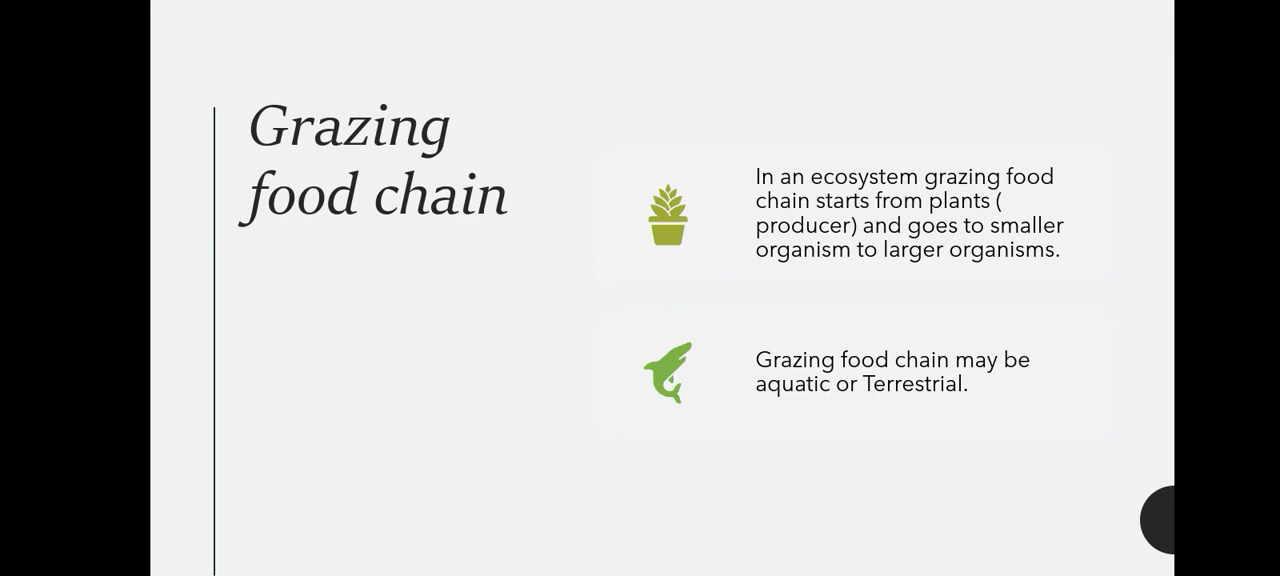 Grazing
food chain
In an ecosystem grazing food
chain starts from plants (
producer) and goes to smaller
organism to larger organisms.
Grazing food chain may be
aquatic or Terrestrial.